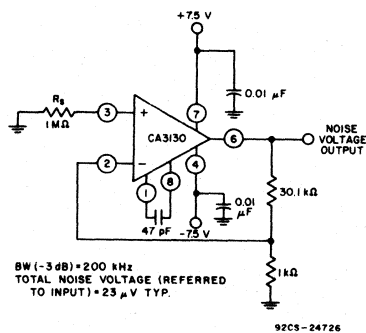 +7.5 V
0.01 μF
Rs
1MΩ
3
+
7
CA3130
6
NOISE
VOLTAGE
OUTPUT
2
−
4
1
8
47 pF
0.01
μF
-7.5 V
30.1 kΩ
1kΩ
BW (-3 dB) = 200 kHz
TOTAL NOISE VOLTAGE (REFERRED
TO INPUT) = 23 μV TYP.
92CS-24726